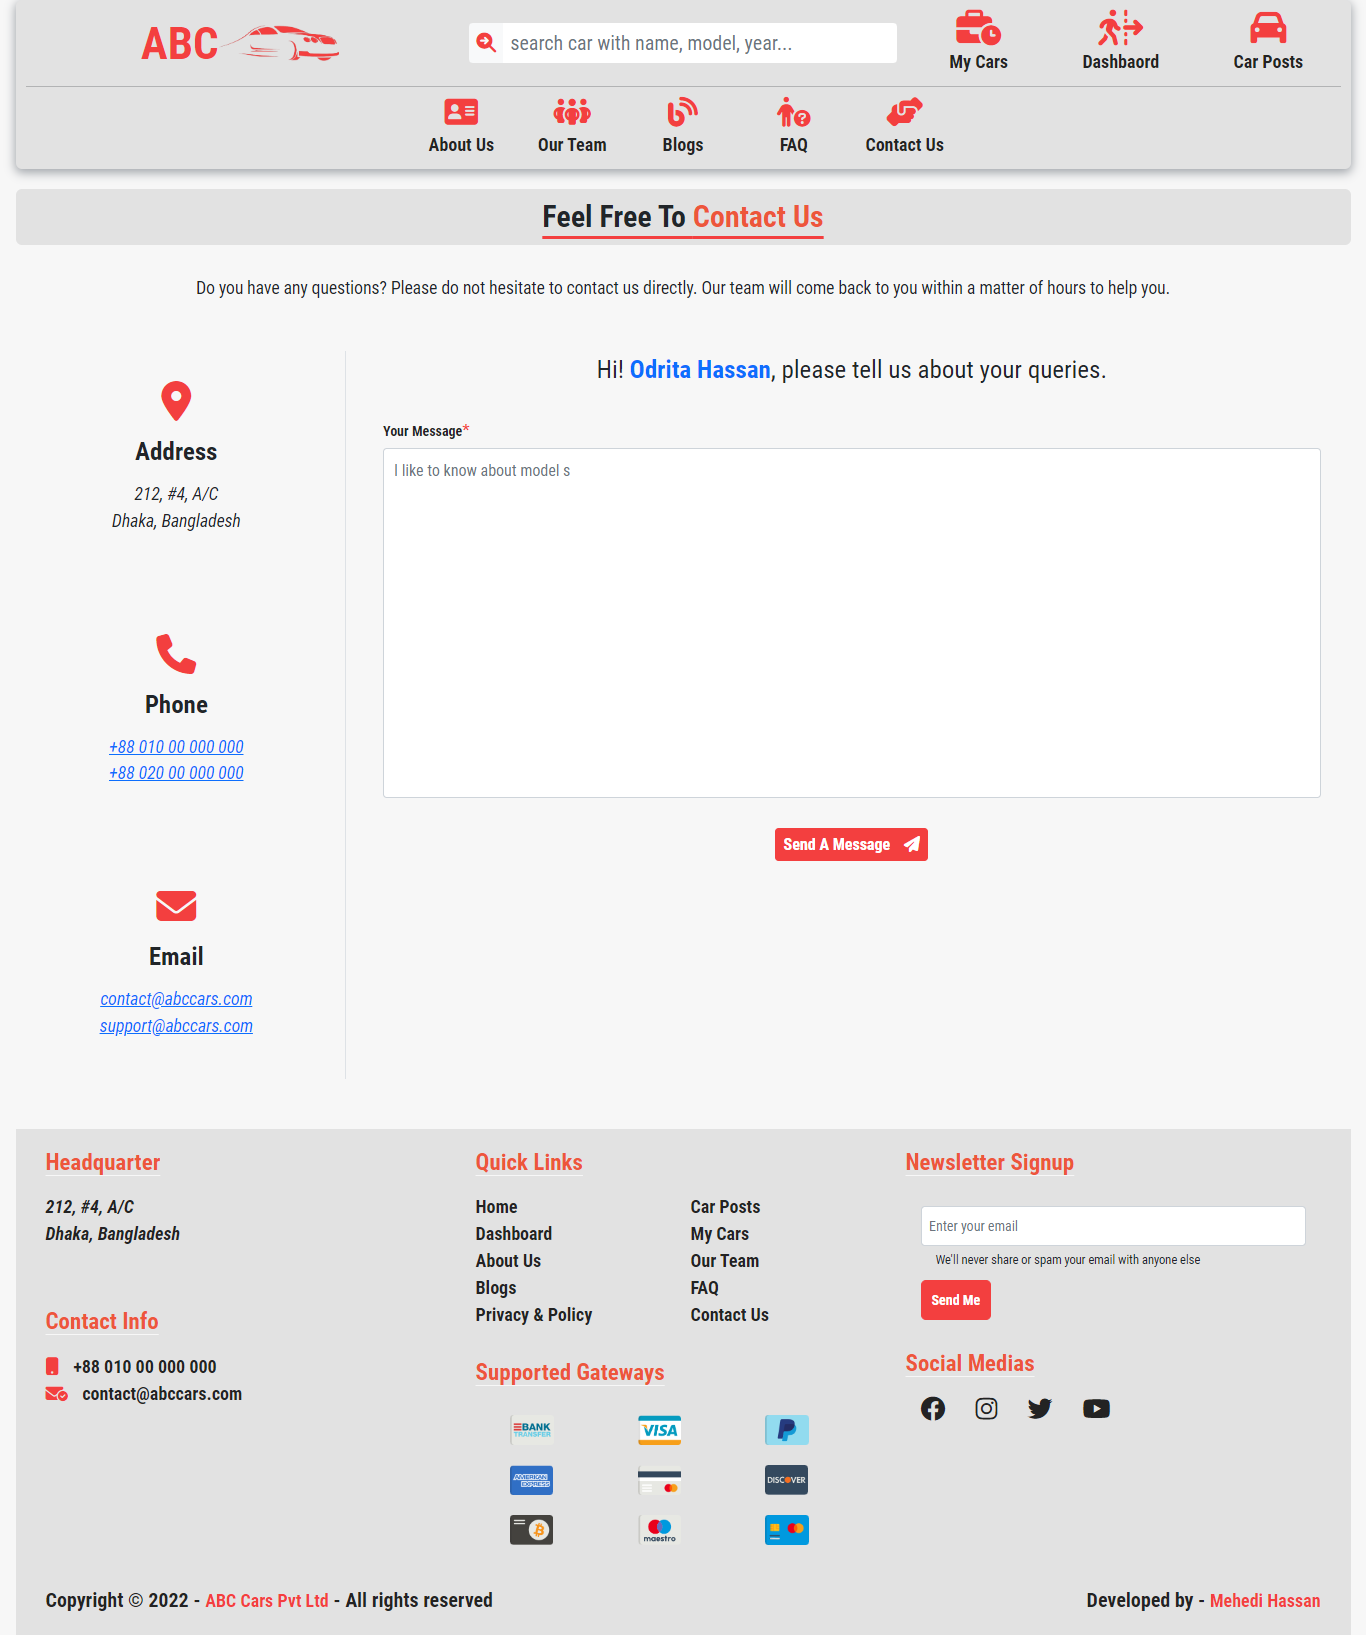 ABC
search car with name, model, year...
My Cars
Dashbaord
Car Posts
About Us
Our Team
Blogs
FAQ
Contact Us
Feel Free To Contact Us
Do you have any questions? Please do not hesitate to contact us directly. Our team will come back to you within a matter of hours to help you.
Address
212, #4, A/C
Dhaka, Bangladesh
Phone
+88 010 00 000 000
+88 020 00 000 000
Email
contact@abccars.com
support@abccars.com
Hi! Odrita Hassan, please tell us about your queries.
Your Message*
I like to know about model s
Send A Message
Headquarter
212, #4, A/C
Dhaka, Bangladesh
Contact Info
+88 010 00 000 000
contact@abccars.com
Quick Links
Home
Dashboard
About Us
Blogs
Privacy & Policy
Car Posts
My Cars
Our Team
FAQ
Contact Us
Supported Gateways
BANK
TRANSFER
VISA
AMERICAN
EXPRESS
DISCOVER
maestro
Newsletter Signup
Enter your email
We'll never share or spam your email with anyone else
Send Me
Social Medias
Copyright © 2022 - ABC Cars Pvt Ltd - All rights reserved
Developed by - Mehedi Hassan